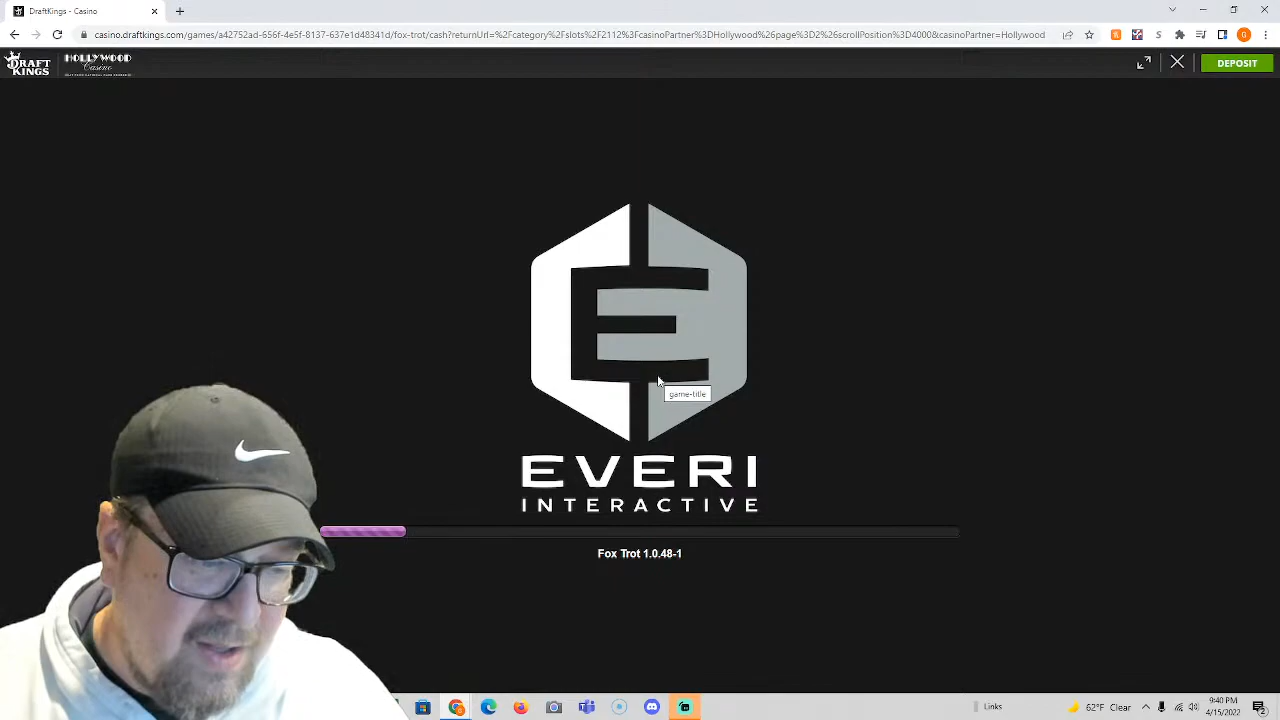 DraftKings - Casino
casino.draftkings.com/games/a42752ad-656f-4e5f-8137-637e1d48341d/fox-trot/cash?returnUrl=%2Fcategory%2Fslots%2F2112%3FcasinoPartner%3DHollywood%26page%3D2%26scrollPosition%3D4000&casinoPartner=Hollywood
DRAFT KINGS
HOLLYWOOD Casino
DEPOSIT
game-title
EVERI
INTERACTIVE
Fox Trot 1.0.48-1
Links
62°F Clear
9:40 PM
4/15/2022